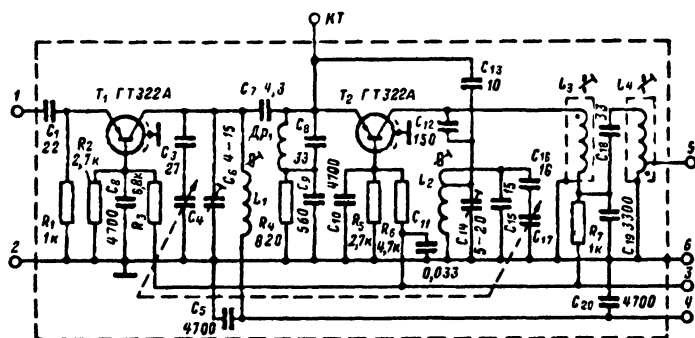 КТ
1
T₁ ГТ322А
C₇ 4,3
T₂ ГТ322А
C₁₃
10
L₃
L₄
C₁
22
R₂
2,7к
C₃
27
C₆ 4-15
Др₁
C₈
33
C₁₂
150
C₁₈
33
5
R₁
1к
C₈
4700
6,8к
R₃
C₄
L₁
R₄
820
C₉
560
C₁₀
4700
R₅
2,7к
R₆
4,7к
C₁₁
0,033
L₂
C₁₄
5-20
C₁₅
15
C₁₆
16
C₁₇
R₇
1к
C₁₉ 3300
2
6
3
C₅
4700
C₂₀
4700
4